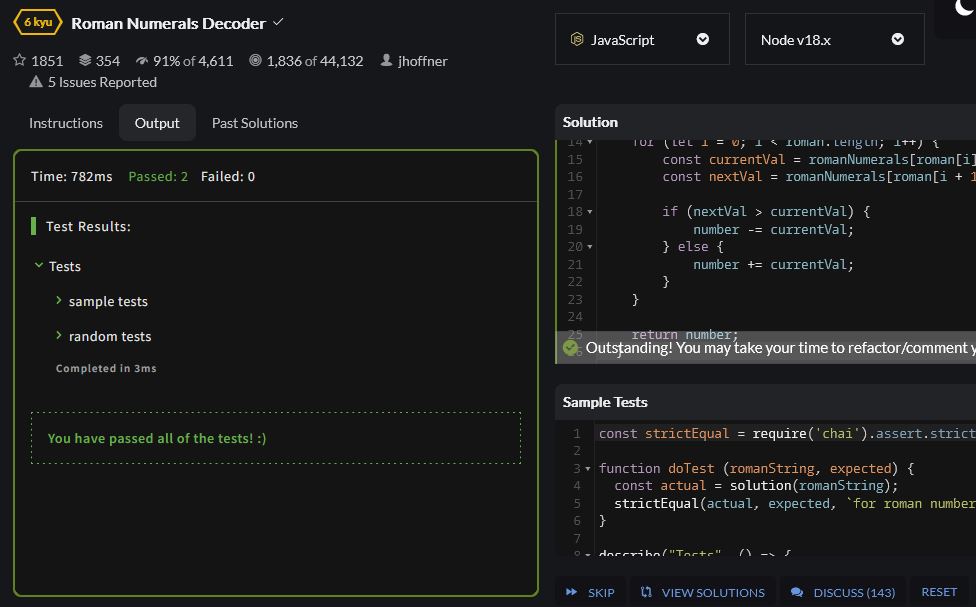 6 kyu Roman Numerals Decoder
1851 354 91% of 4,611 1,836 of 44,132 jhoffner
5 Issues Reported
Instructions Output Past Solutions
Time: 782ms Passed: 2 Failed: 0
Test Results:
Tests
sample tests
random tests
Completed in 3ms
You have passed all of the tests! :)
JavaScript
Node v18.x
Solution
14 for (let i = 0; i < roman.length; i++) {
15 const currentVal = romanNumerals[roman[i]
16 const nextVal = romanNumerals[roman[i + 1
17
18 if (nextVal > currentVal) {
19 number -= currentVal;
20 } else {
21 number += currentVal;
22 }
23 }
24
25 return number;
Outstanding! You may take your time to refactor/comment y
Sample Tests
1 const strictEqual = require('chai').assert.strict
2
3 function doTest (romanString, expected) {
4 const actual = solution(romanString);
5 strictEqual(actual, expected, `for roman number
6 }
7
8 describe("Tests", () => {
SKIP VIEW SOLUTIONS DISCUSS (143) RESET